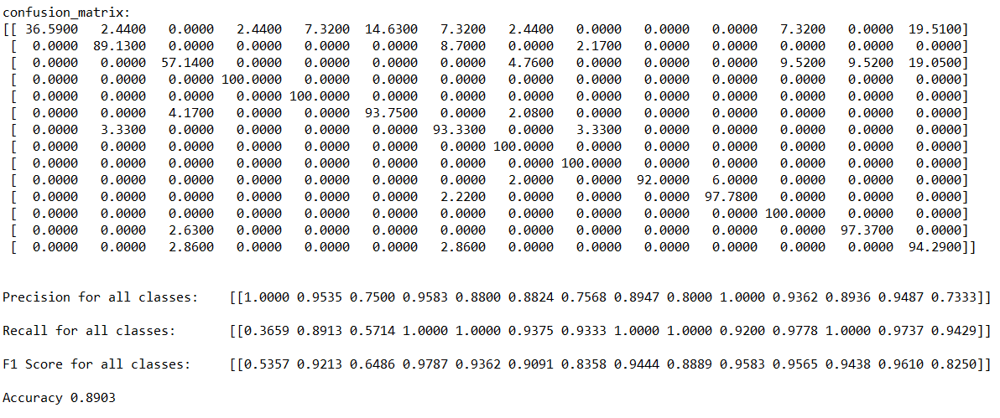 confusion_matrix:
[[ 36.5900 2.4400 0.0000 2.4400 7.3200 14.6300 7.3200 2.4400 0.0000 0.0000 0.0000 7.3200 0.0000 19.5100]
[ 0.0000 89.1300 0.0000 0.0000 0.0000 0.0000 8.7000 0.0000 2.1700 0.0000 0.0000 0.0000 0.0000 0.0000]
[ 0.0000 0.0000 57.1400 0.0000 0.0000 0.0000 0.0000 4.7600 0.0000 0.0000 0.0000 9.5200 9.5200 19.0500]
[ 0.0000 0.0000 0.0000 100.0000 0.0000 0.0000 0.0000 0.0000 0.0000 0.0000 0.0000 0.0000 0.0000 0.0000]
[ 0.0000 0.0000 0.0000 0.0000 100.0000 0.0000 0.0000 0.0000 0.0000 0.0000 0.0000 0.0000 0.0000 0.0000]
[ 0.0000 0.0000 4.1700 0.0000 0.0000 93.7500 0.0000 2.0800 0.0000 0.0000 0.0000 0.0000 0.0000 0.0000]
[ 0.0000 3.3300 0.0000 0.0000 0.0000 0.0000 93.3300 0.0000 3.3300 0.0000 0.0000 0.0000 0.0000 0.0000]
[ 0.0000 0.0000 0.0000 0.0000 0.0000 0.0000 0.0000 100.0000 0.0000 0.0000 0.0000 0.0000 0.0000 0.0000]
[ 0.0000 0.0000 0.0000 0.0000 0.0000 0.0000 0.0000 0.0000 100.0000 0.0000 0.0000 0.0000 0.0000 0.0000]
[ 0.0000 0.0000 0.0000 0.0000 0.0000 0.0000 0.0000 2.0000 0.0000 92.0000 6.0000 0.0000 0.0000 0.0000]
[ 0.0000 0.0000 0.0000 0.0000 0.0000 0.0000 2.2200 0.0000 0.0000 0.0000 97.7800 0.0000 0.0000 0.0000]
[ 0.0000 0.0000 0.0000 0.0000 0.0000 0.0000 0.0000 0.0000 0.0000 0.0000 0.0000 100.0000 0.0000 0.0000]
[ 0.0000 0.0000 2.6300 0.0000 0.0000 0.0000 0.0000 0.0000 0.0000 0.0000 0.0000 0.0000 97.3700 0.0000]
[ 0.0000 0.0000 2.8600 0.0000 0.0000 0.0000 2.8600 0.0000 0.0000 0.0000 0.0000 0.0000 0.0000 94.2900]]
Precision for all classes: [[1.0000 0.9535 0.7500 0.9583 0.8800 0.8824 0.7568 0.8947 0.8000 1.0000 0.9362 0.8936 0.9487 0.7333]]
Recall for all classes: [[0.3659 0.8913 0.5714 1.0000 1.0000 0.9375 0.9333 1.0000 1.0000 0.9200 0.9778 1.0000 0.9737 0.9429]]
F1 Score for all classes: [[0.5357 0.9213 0.6486 0.9787 0.9362 0.9091 0.8358 0.9444 0.8889 0.9583 0.9565 0.9438 0.9610 0.8250]]
Accuracy 0.8903